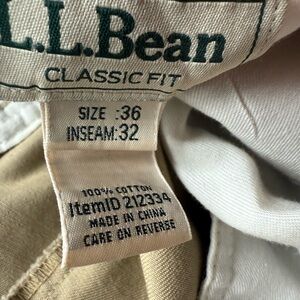 L.L.Bean
CLASSIC FIT
SIZE :36
INSEAM:32
100% COTTON
ItemID 212334
MADE IN CHINA
CARE ON REVERSE